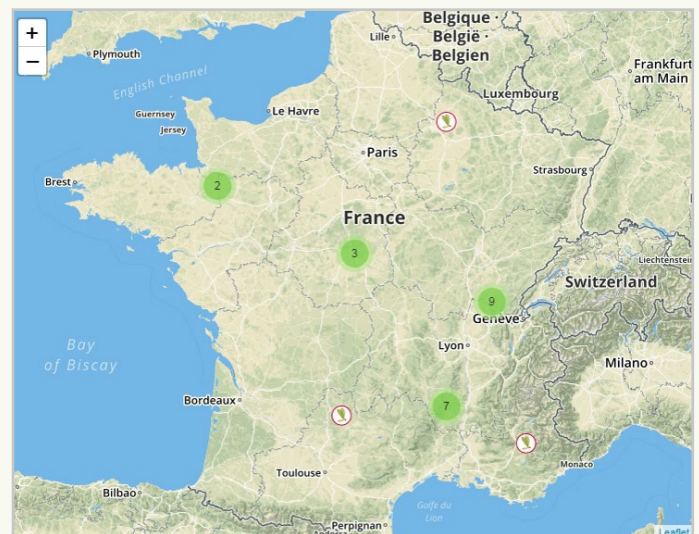 +
−
Plymouth
Lille
Belgique ·
België ·
Belgien
Frankfurt
am Main
English Channel
Luxembourg
Guernsey
Jersey
Le Havre
Paris
Strasbourg
Brest
2
France
3
Liechtenstein
Switzerland
9
Genève
Bay
of Biscay
Lyon
Milano
Bordeaux
7
Toulouse
Monaco
Bilbao
Golfe du
Lion
Perpignan
Andorra
Leaflet